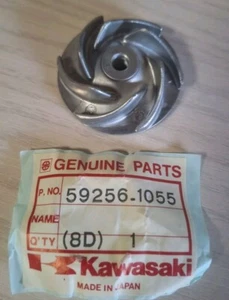 GENUINE PARTS
P. NO. 59256-1055
NAME
Q'TY (8D) 1
Kawasaki
MADE IN JAPAN